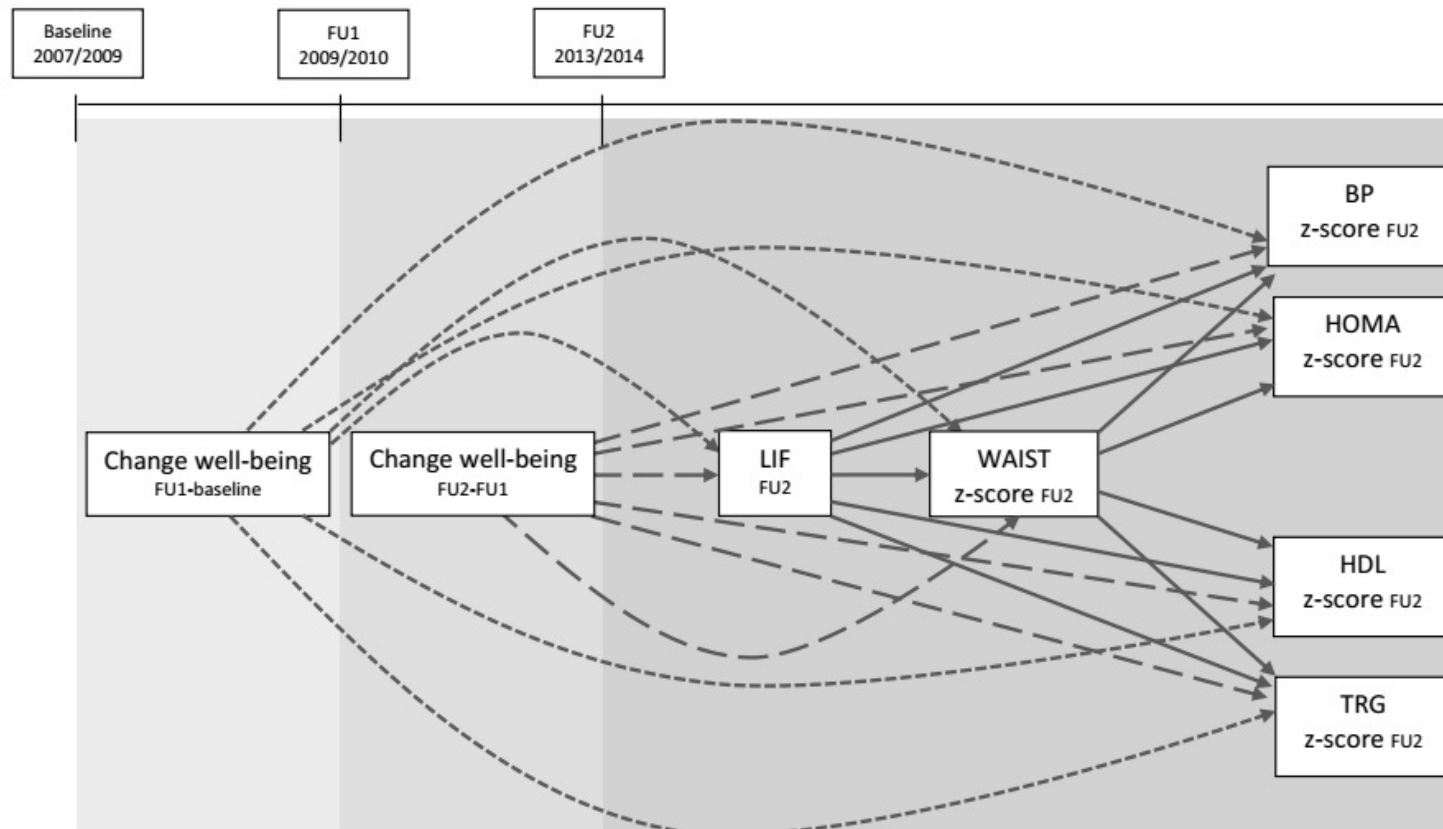 Baseline
2007/2009
FU1
2009/2010
FU2
2013/2014
BP
z-score FU2
HOMA
z-score FU2
Change well-being
FU1-baseline
Change well-being
FU2-FU1
LIF
FU2
WAIST
z-score FU2
HDL
z-score FU2
TRG
z-score FU2